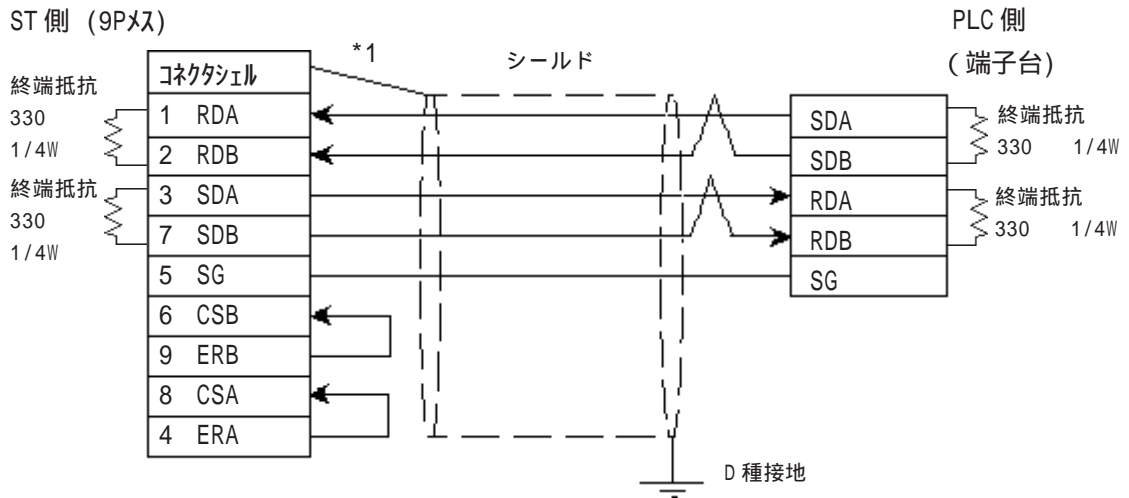 ST 側 (9Pメス)
PLC 側
(端子台)
*1
シールド
終端抵抗
330
1/4W
終端抵抗
330
1/4W
コネクタシェル
1 RDA
2 RDB
3 SDA
7 SDB
5 SG
6 CSB
9 ERB
8 CSA
4 ERA
SDA
SDB
RDA
RDB
SG
終端抵抗
330 1/4W
終端抵抗
330 1/4W
D 種接地